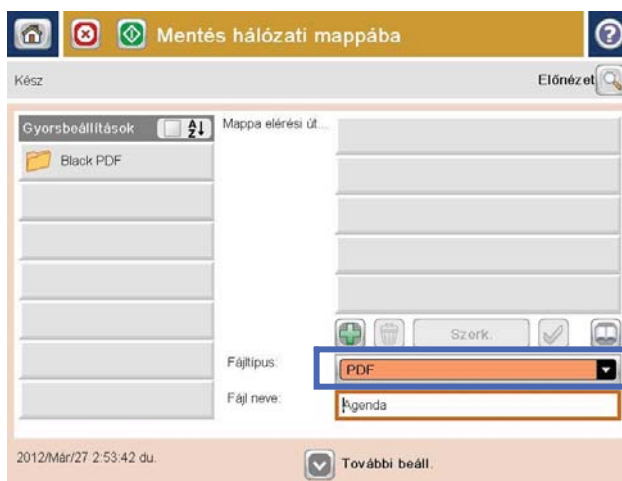 Mentés hálózati mappába
?
Kész
Előnézet
Gyorsbeállítások
A Z
Mappa elérési út...
Black PDF
Szerk.
Fájltípus:
PDF
Fájl neve:
Agenda
2012/Már/27 2:53:42 du.
További beáll.